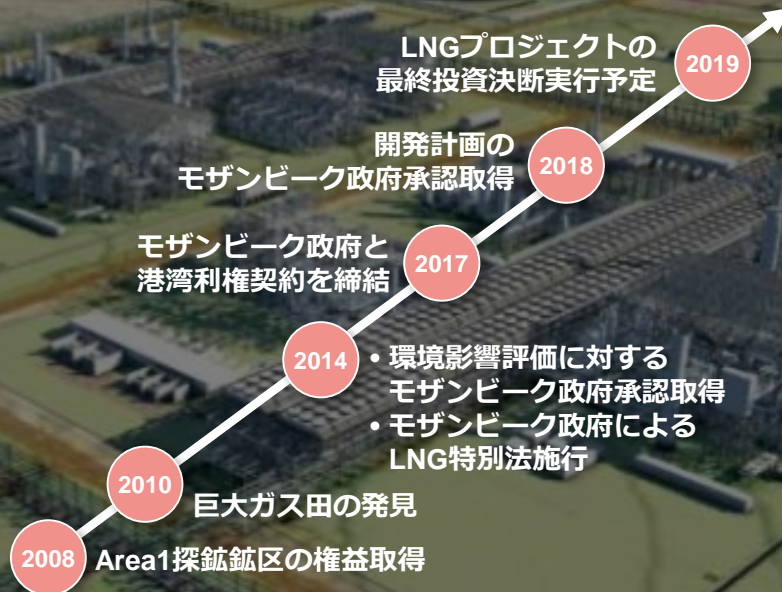 LNGプロジェクトの
最終投資決断実行予定
2019
開発計画の
モザンビーク政府承認取得
2018
モザンビーク政府と
港湾利権契約を締結
2017
2014
• 環境影響評価に対する
モザンビーク政府承認取得
• モザンビーク政府による
LNG特別法施行
2010
巨大ガス田の発見
2008
Area1探鉱鉱区の権益取得